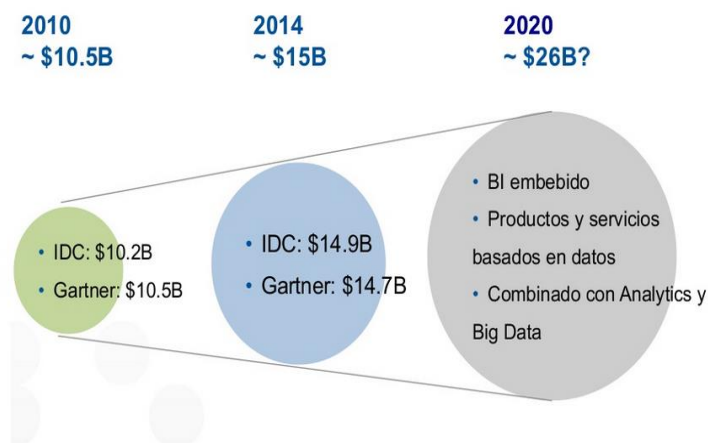 2010
~ $10.5B
2014
~ $15B
2020
~ $26B?
• IDC: $10.2B
• Gartner: $10.5B
• IDC: $14.9B
• Gartner: $14.7B
• BI embebido
• Productos y servicios
basados en datos
• Combinado con Analytics y
Big Data